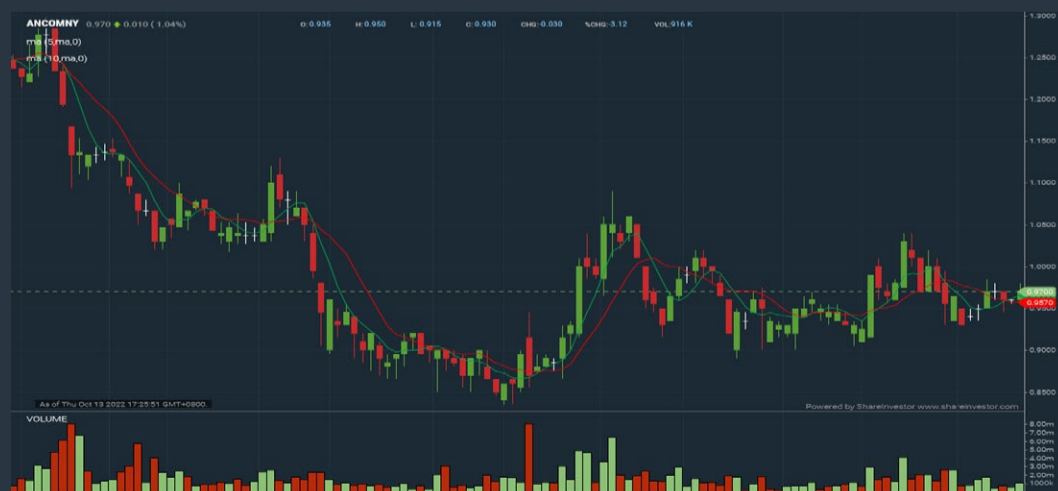 ANCOMNY 0.970 0.010 ( 1.04%) O: 0.935 H: 0.950 L: 0.915 C: 0.930 CHG:-0.030 %CHG:-3.12 VOL:916 K
ma (5,ma,0)
ma (10,ma,0)
1.3000
1.2500
1.2000
1.1500
1.1000
1.0500
1.0000
0.9700
0.9570
0.9000
0.8500
As of Thu Oct 13 2022 17:25:51 GMT+0800.
Powered by ShareInvestor www.shareinvestor.com
VOLUME
8.00m
7.00m
6.00m
5.00m
4.00m
3.00m
2.00m